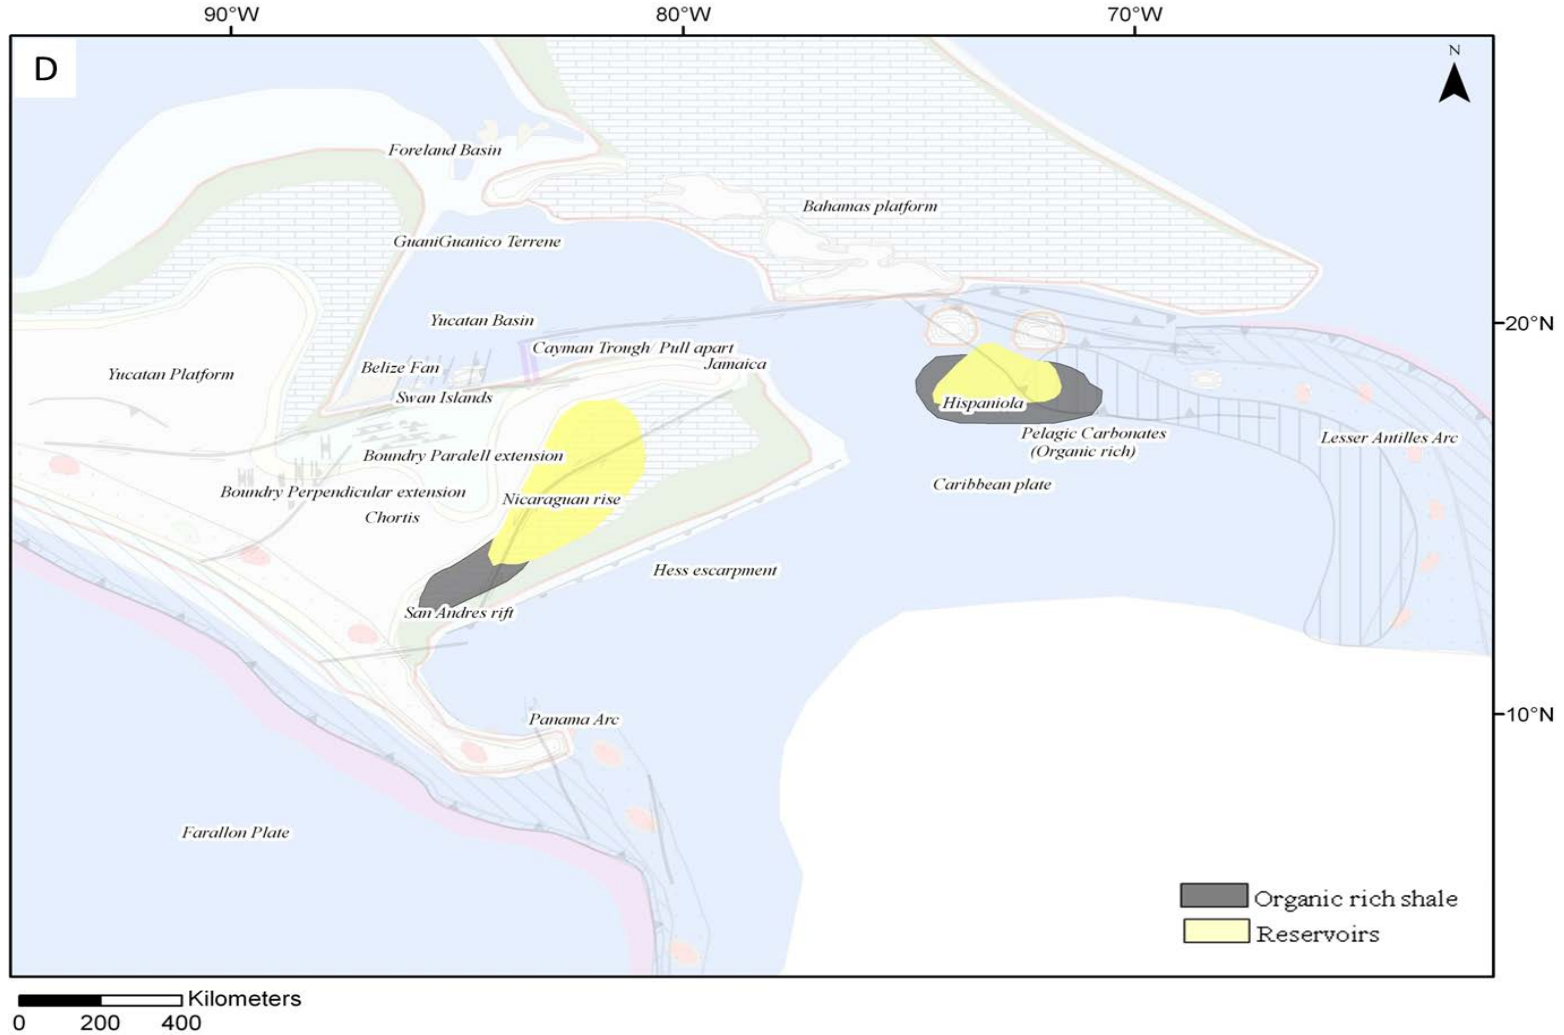 90°W
80°W
70°W
D
N
Foreland Basin
Bahamas platform
GuaniGuanico Terrene
Yucatan Basin
20°N
Cayman Trough/ Pull apart
Jamaica
Belize Fan
Yucatan Platform
Swan Islands
Hispaniola
Pelagic Carbonates
(Organic rich)
Lesser Antilles Arc
Boundry Paralell extension
Caribbean plate
Boundry Perpendicular extension
Nicaraguan rise
Chortis
Hess escarpment
San Andres rift
10°N
Panama Arc
Farallon Plate
Organic rich shale
Reservoirs
Kilometers
0 200 400